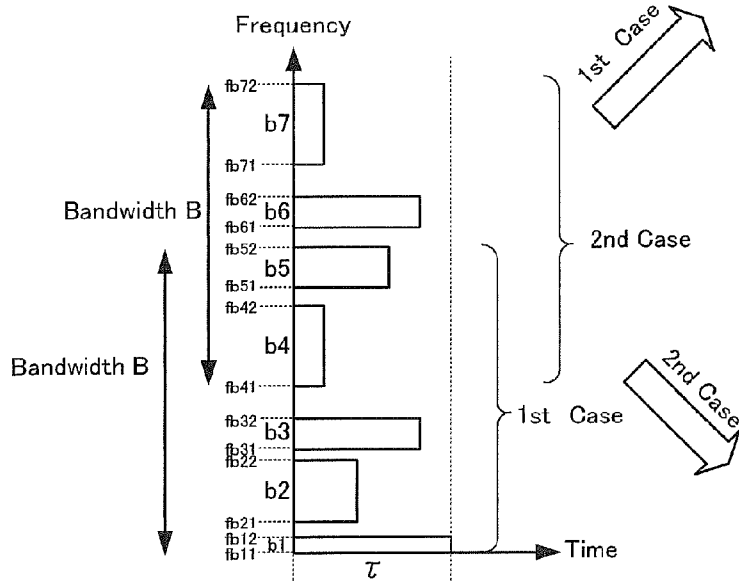 Frequency
1st Case
fb72
b7
fb71
fb62
b6
fb61
Bandwidth B
fb52
b5
fb51
2nd Case
fb42
b4
fb41
Bandwidth B
2nd Case
fb32
b3
fb31
1st Case
fb22
b2
fb21
fb12
b1
fb11
Time
τ